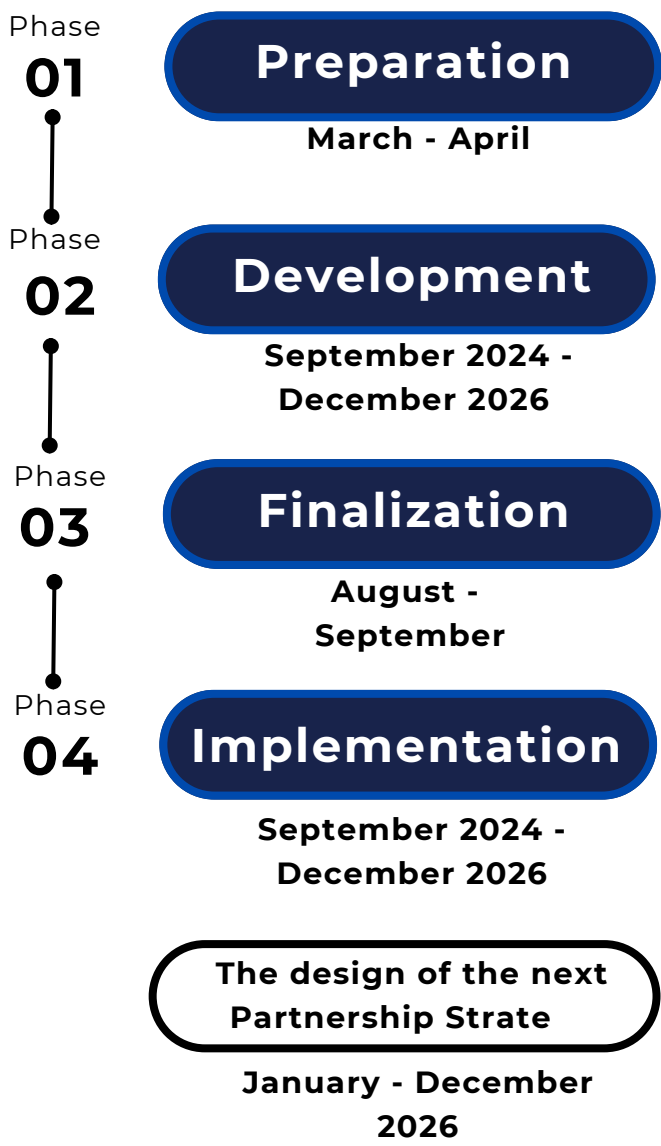 Phase
01
Preparation
March - April
Phase
02
Development
September 2024 -
December 2026
Phase
03
Finalization
August -
September
Phase
04
Implementation
September 2024 -
December 2026
The design of the next
Partnership Strate
January - December
2026